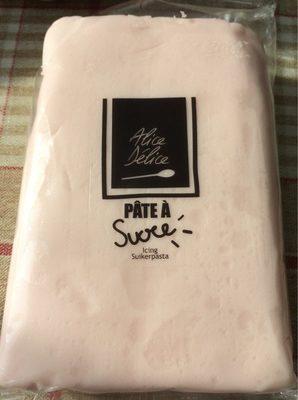 Alice
Délice
PÂTE À
Sucre
Icing
Suikerpasta